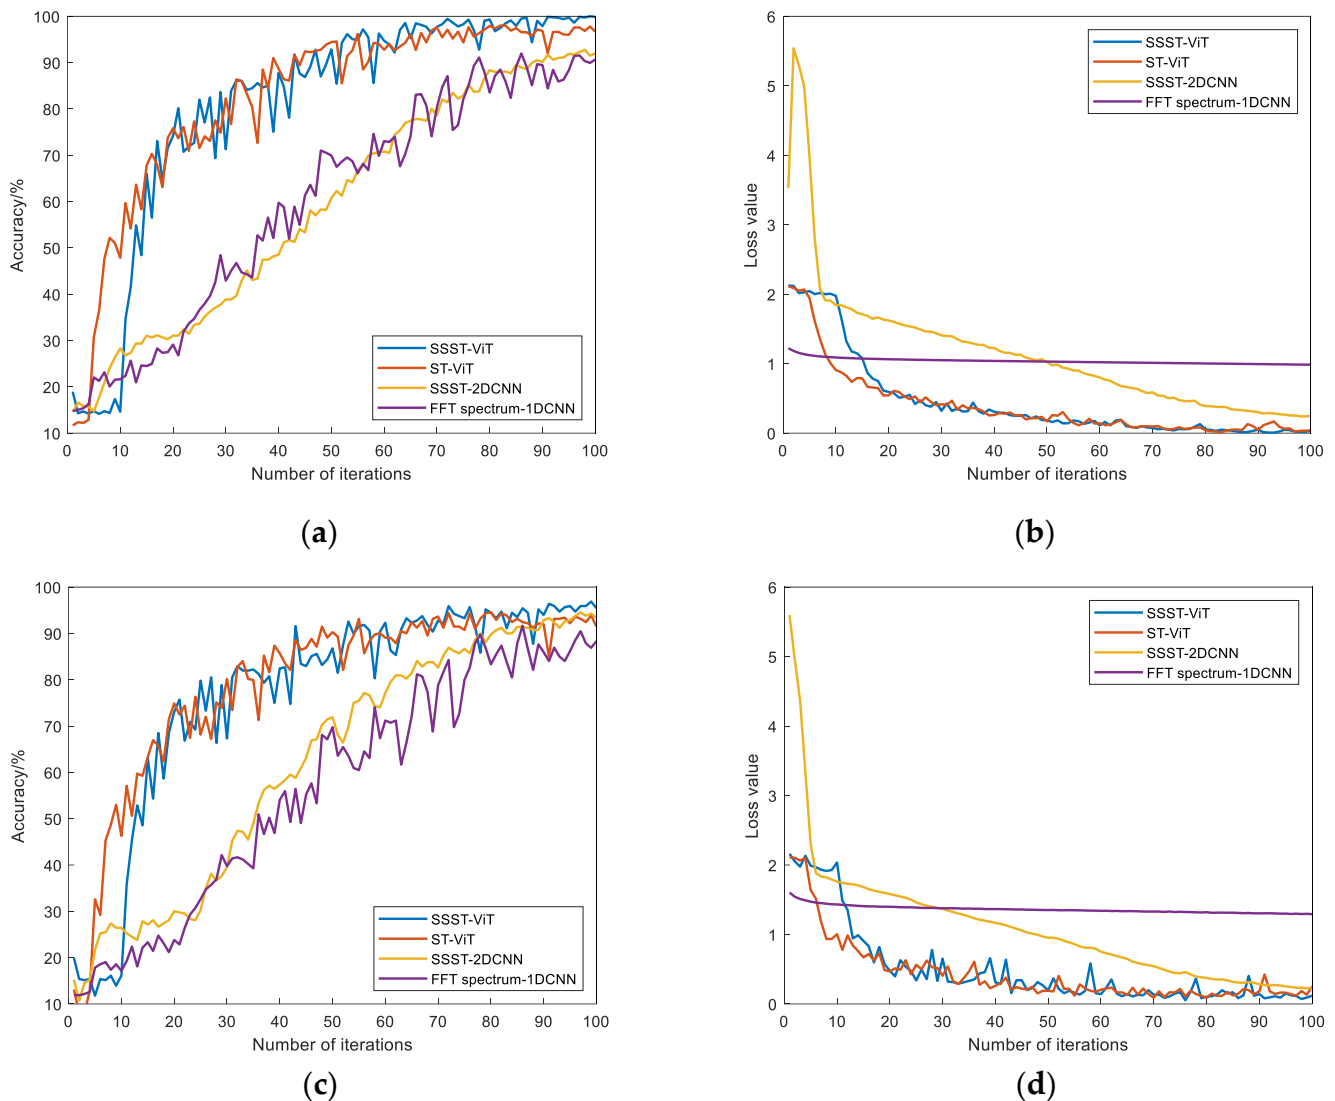 100
90
80
70
60
50
40
30
20
10
Accuracy/%
0 10 20 30 40 50 60 70 80 90 100
Number of iterations
SSST-ViT
ST-ViT
SSST-2DCNN
FFT spectrum-1DCNN
(a)
6
5
4
3
2
1
0
Loss value
0 10 20 30 40 50 60 70 80 90 100
Number of iterations
SSST-ViT
ST-ViT
SSST-2DCNN
FFT spectrum-1DCNN
(b)
100
90
80
70
60
50
40
30
20
10
Accuracy/%
0 10 20 30 40 50 60 70 80 90 100
Number of iterations
SSST-ViT
ST-ViT
SSST-2DCNN
FFT spectrum-1DCNN
(c)
6
5
4
3
2
1
0
Loss value
0 10 20 30 40 50 60 70 80 90 100
Number of iterations
SSST-ViT
ST-ViT
SSST-2DCNN
FFT spectrum-1DCNN
(d)